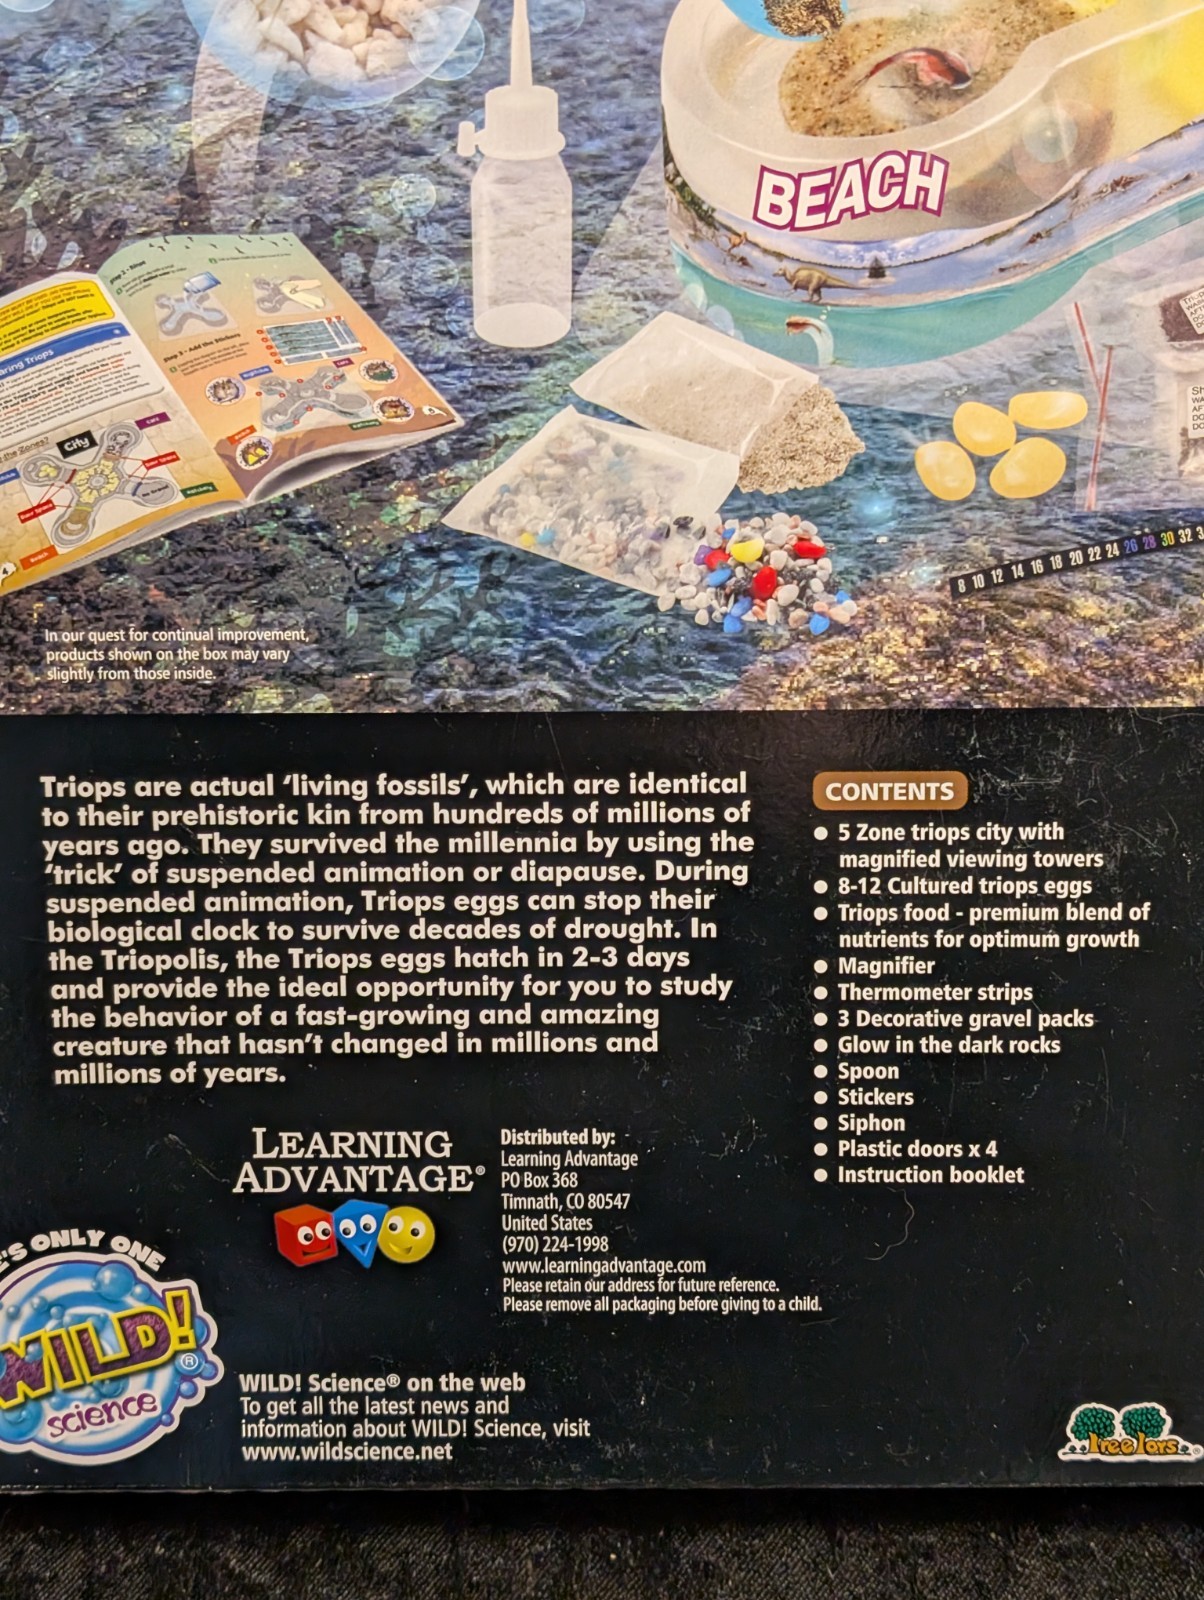 BEACH
Step 2 - Rinse
Step 3 - Add the Stickers
City
8 10 12 14 16 18 20 22 24 26 28 30 32
In our quest for continual improvement,
products shown on the box may vary
slightly from those inside.
Triops are actual ‘living fossils’, which are identical
to their prehistoric kin from hundreds of millions of
years ago. They survived the millennia by using the
‘trick’ of suspended animation or diapause. During
suspended animation, Triops eggs can stop their
biological clock to survive decades of drought. In
the Triopolis, the Triops eggs hatch in 2-3 days
and provide the ideal opportunity for you to study
the behavior of a fast-growing and amazing
creature that hasn’t changed in millions and
millions of years.
CONTENTS
● 5 Zone triops city with
magnified viewing towers
● 8-12 Cultured triops eggs
● Triops food - premium blend of
nutrients for optimum growth
● Magnifier
● Thermometer strips
● 3 Decorative gravel packs
● Glow in the dark rocks
● Spoon
● Stickers
● Siphon
● Plastic doors x 4
● Instruction booklet
LEARNING
ADVANTAGE®
Distributed by:
Learning Advantage
PO Box 368
Timnath, CO 80547
United States
(970) 224-1998
www.learningadvantage.com
Please retain our address for future reference.
Please remove all packaging before giving to a child.
ONLY ONE
WILD!®
science
WILD! Science® on the web
To get all the latest news and
information about WILD! Science, visit
www.wildscience.net
TreeToys®